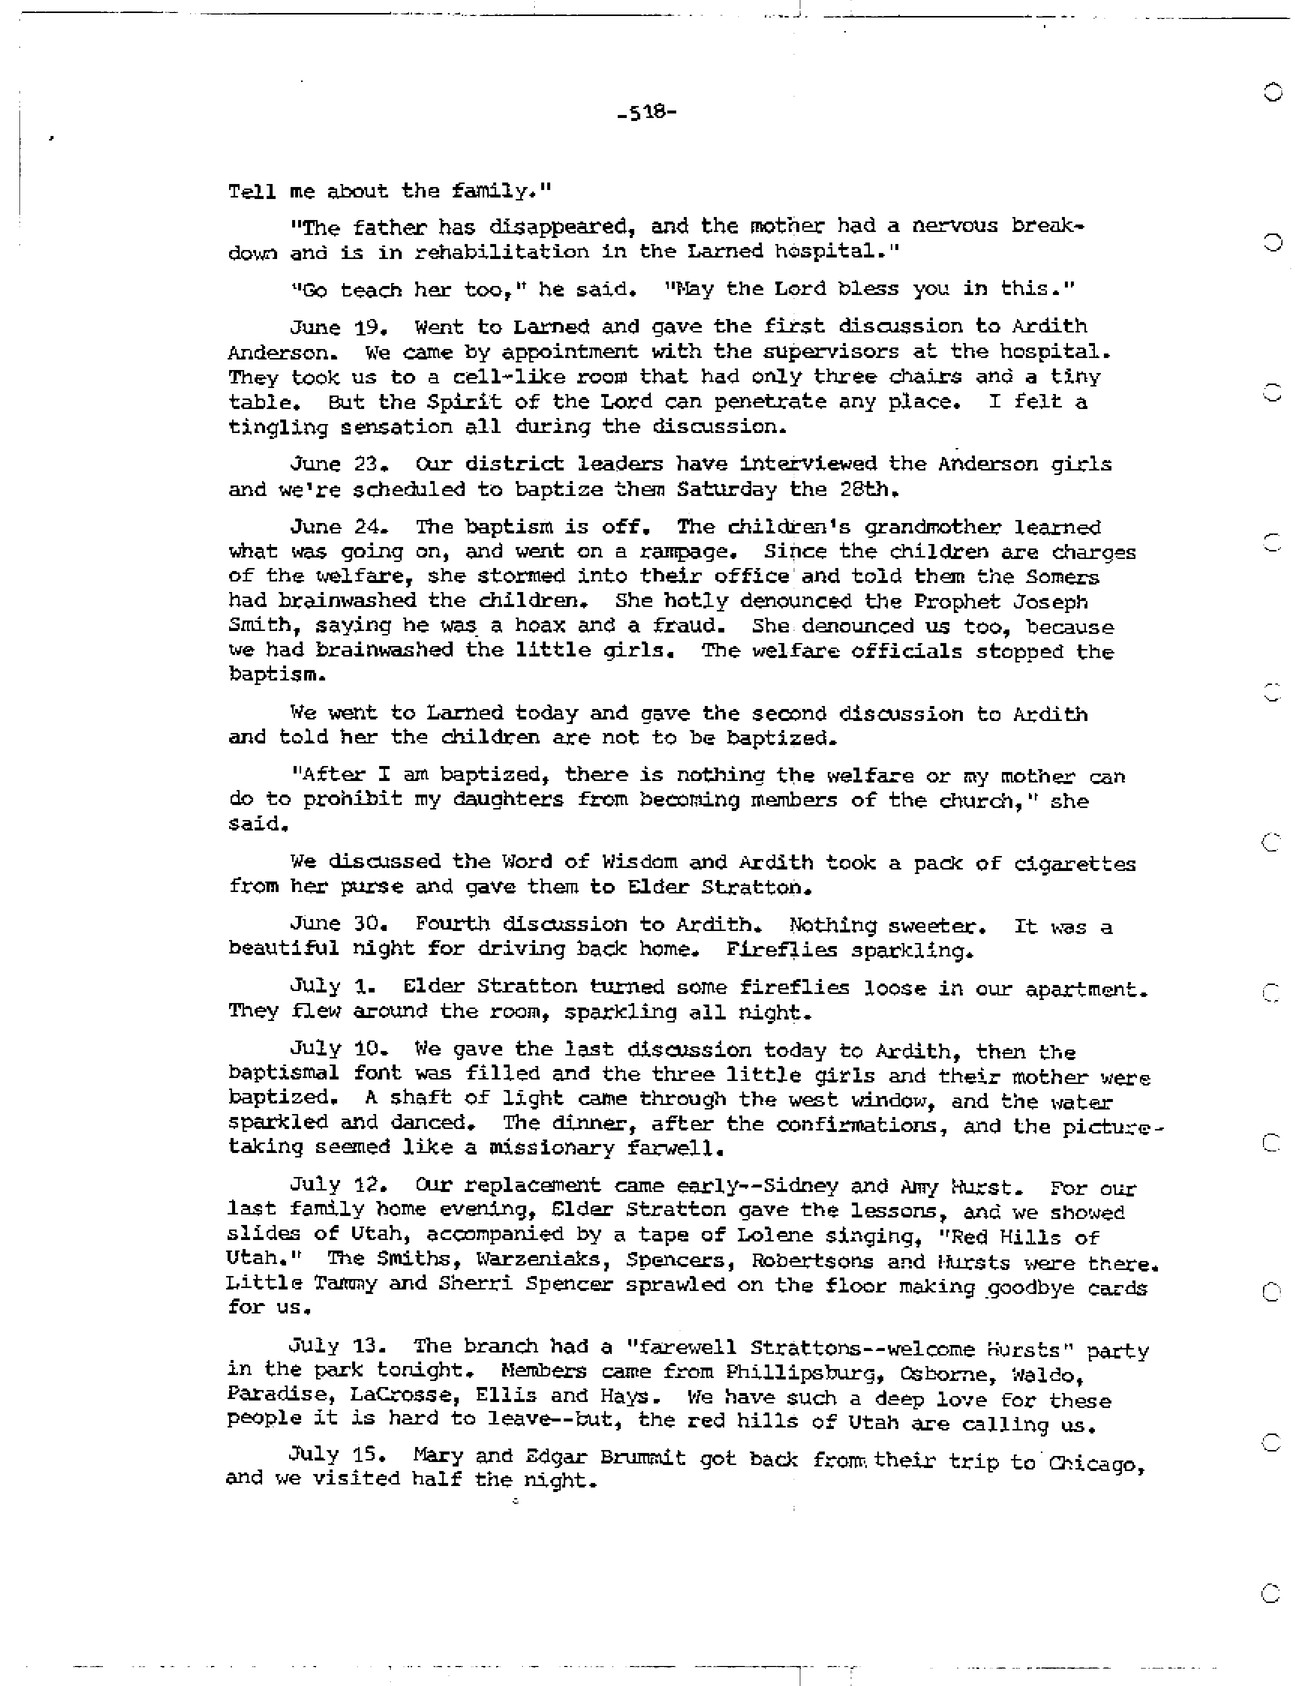 -518-
Tell me about the family."
"The father has disappeared, and the mother had a nervous break-
down and is in rehabilitation in the Larned hospital."
"Go teach her too," he said.  "May the Lord bless you in this."
June 19.  Went to Larned and gave the first discussion to Ardith
Anderson.  We came by appointment with the supervisors at the hospital.
They took us to a cell-like room that had only three chairs and a tiny
table.  But the Spirit of the Lord can penetrate any place.  I felt a
tingling sensation all during the discussion.
June 23.  Our district leaders have interviewed the Anderson girls
and we're scheduled to baptize them Saturday the 28th.
June 24.  The baptism is off.  The children's grandmother learned
what was going on, and went on a rampage.  Since the children are charges
of the welfare, she stormed into their office and told them the Somers
had brainwashed the children.  She hotly denounced the Prophet Joseph
Smith, saying he was a hoax and a fraud.  She denounced us too, because
we had brainwashed the little girls.  The welfare officials stopped the
baptism.
We went to Larned today and gave the second discussion to Ardith
and told her the children are not to be baptized.
"After I am baptized, there is nothing the welfare or my mother can
do to prohibit my daughters from becoming members of the church," she
said.
We discussed the Word of Wisdom and Ardith took a pack of cigarettes
from her purse and gave them to Elder Stratton.
June 30.  Fourth discussion to Ardith.  Nothing sweeter.  It was a
beautiful night for driving back home.  Fireflies sparkling.
July 1.  Elder Stratton turned some fireflies loose in our apartment.
They flew around the room, sparkling all night.
July 10.  We gave the last discussion today to Ardith, then the
baptismal font was filled and the three little girls and their mother were
baptized.  A shaft of light came through the west window, and the water
sparkled and danced.  The dinner, after the confirmations, and the picture-
taking seemed like a missionary farwell.
July 12.  Our replacement came early--Sidney and Amy Hurst.  For our
last family home evening, Elder Stratton gave the lessons, and we showed
slides of Utah, accompanied by a tape of Lolene singing, "Red Hills of
Utah."  The Smiths, Warzeniaks, Spencers, Robertsons and Hursts were there.
Little Tammy and Sherri Spencer sprawled on the floor making goodbye cards
for us.
July 13.  The branch had a "farewell Strattons--welcome Hursts" party
in the park tonight.  Members came from Phillipsburg, Osborne, Waldo,
Paradise, LaCrosse, Ellis and Hays.  We have such a deep love for these
people it is hard to leave--but, the red hills of Utah are calling us.
July 15.  Mary and Edgar Brummit got back from their trip to Chicago,
and we visited half the night.